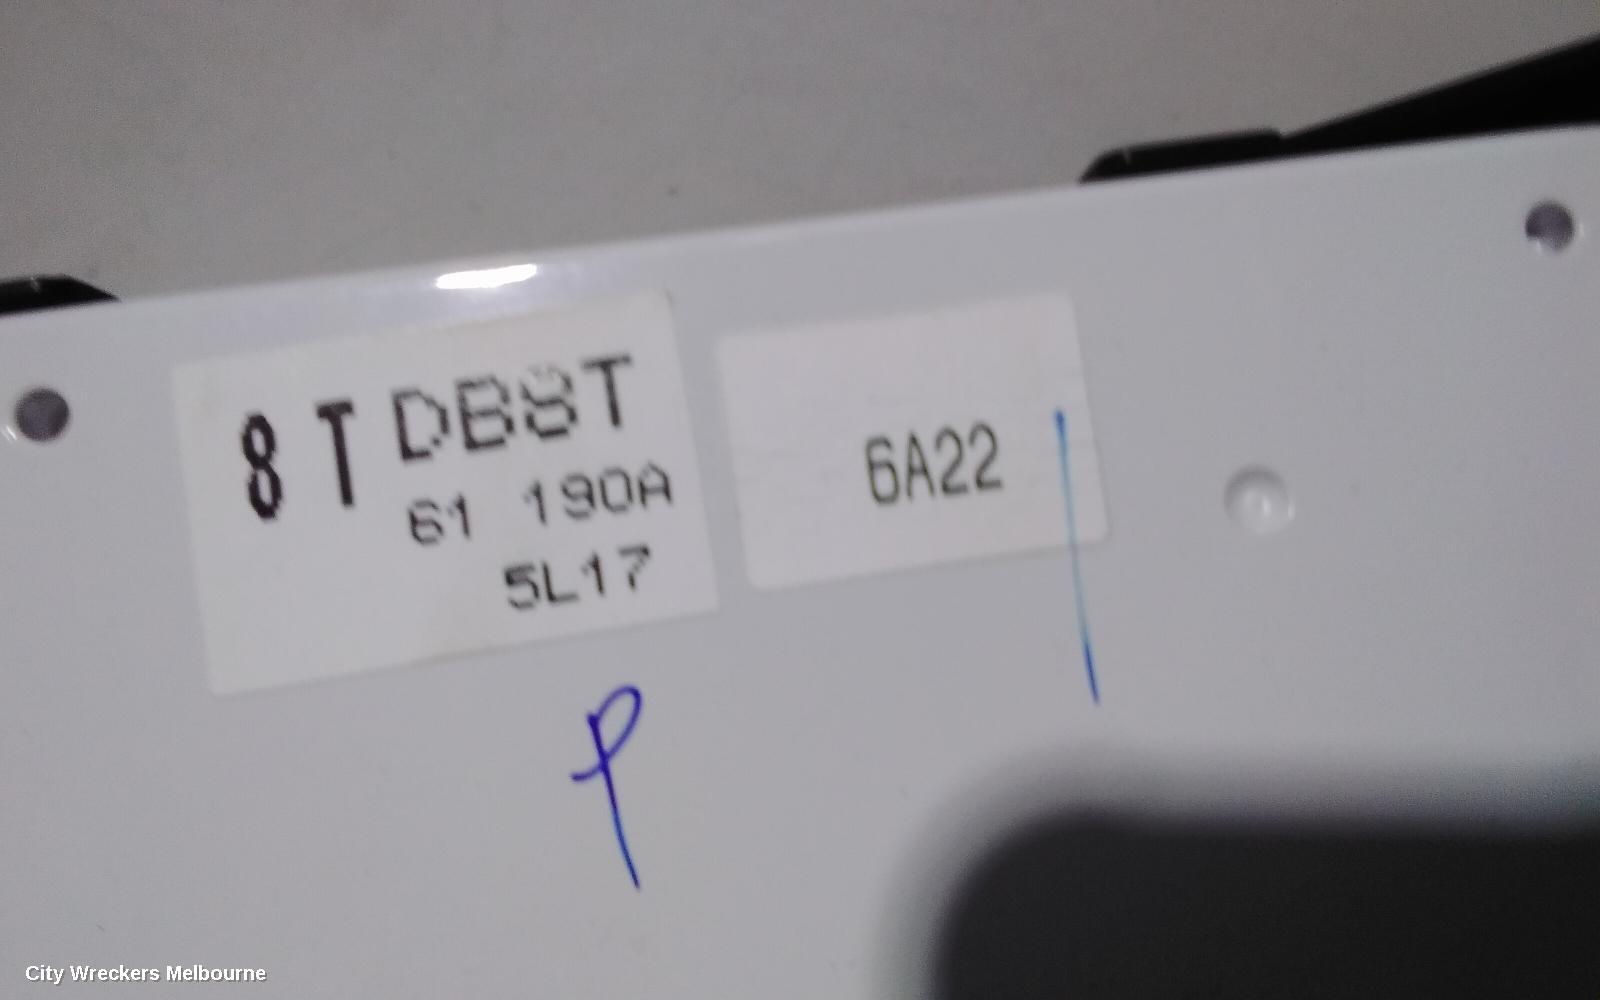 8 T DB8T
61 190A
5L17
6A22
P
City Wreckers Melbourne